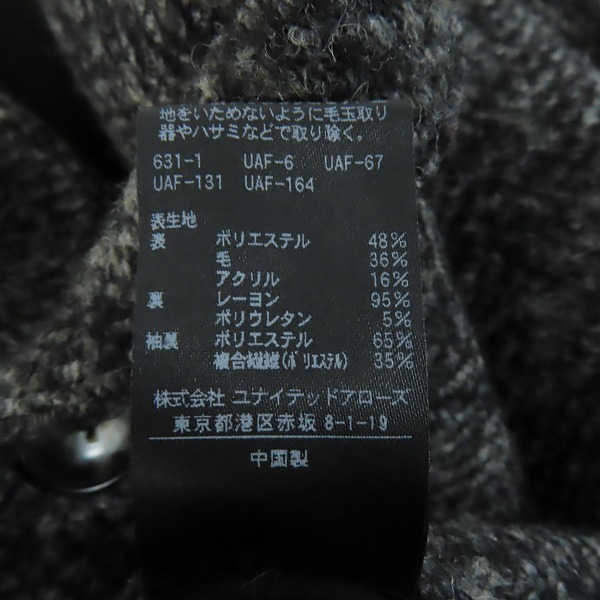 地をいためないように毛玉取り
器やハサミなどで取り除く。
631-1 UAF-6 UAF-67
UAF-131 UAF-164
表生地
表 ポリエステル 48%
毛 36%
アクリル 16%
裏 レーヨン 95%
ポリウレタン 5%
袖裏 ポリエステル 65%
複合繊維(ポリエステル) 35%
株式会社 ユナイテッドアローズ
東京都港区赤坂 8-1-19
中国製